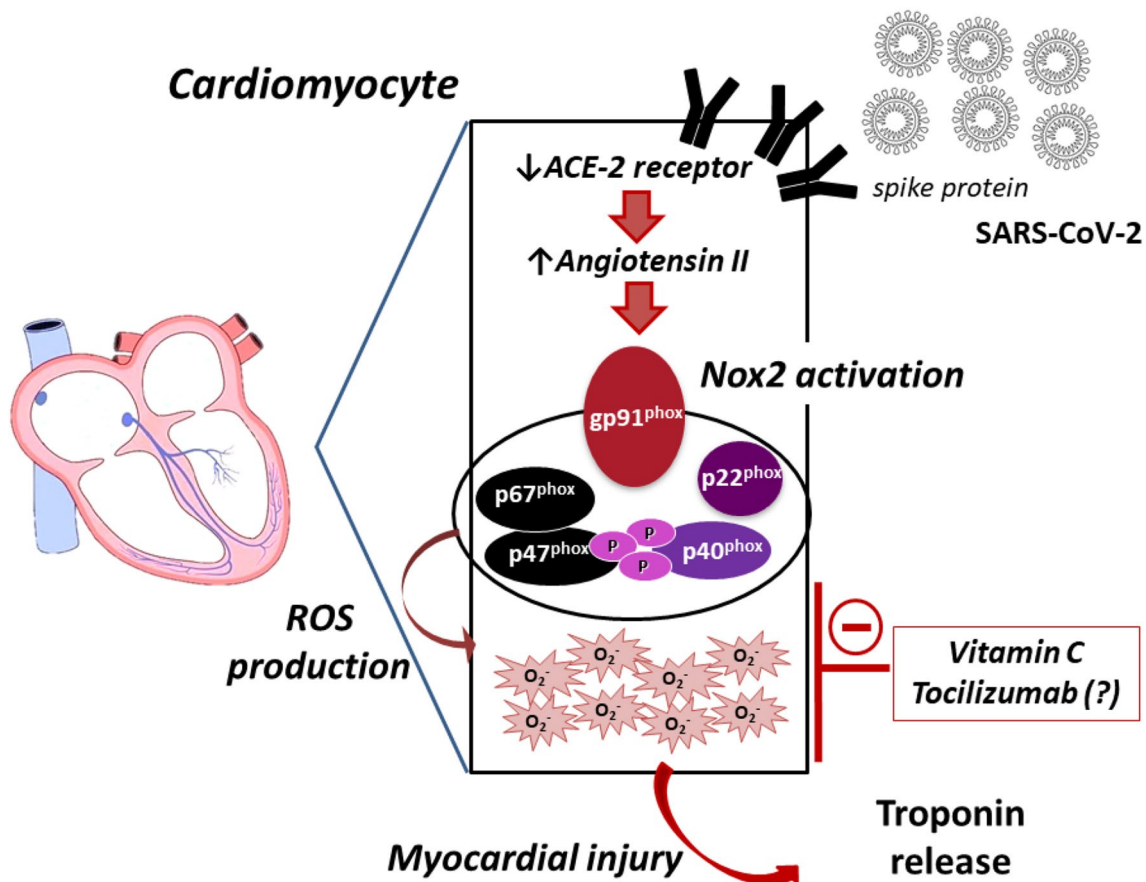 Cardiomyocyte
↓ACE-2 receptor
spike protein
SARS-CoV-2
↑Angiotensin II
Nox2 activation
gp91phox
p22phox
p67phox
p47phox
P
P
P
p40phox
ROS
production
O2-
O2-
O2-
O2-
O2-
O2-
O2-
O2-
Vitamin C
Tocilizumab (?)
Myocardial injury
Troponin
release